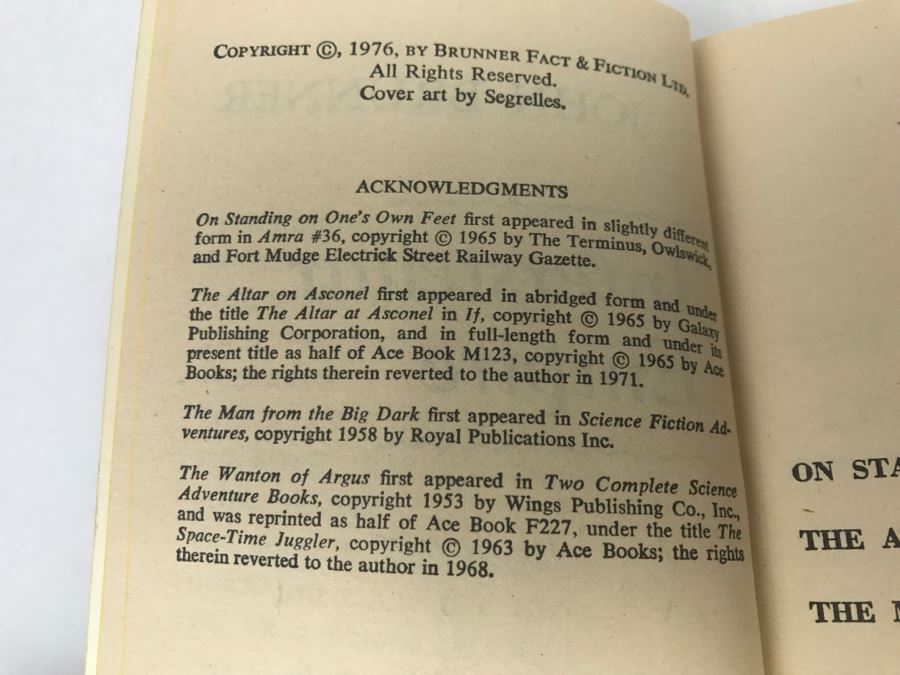 COPYRIGHT ©, 1976, BY BRUNNER FACT & FICTION LTD.
All Rights Reserved.
Cover art by Segrelles.
ACKNOWLEDGMENTS
On Standing on One's Own Feet first appeared in slightly different
form in Amra #36, copyright © 1965 by The Terminus, Owlswick,
and Fort Mudge Electrick Street Railway Gazette.
The Altar on Asconel first appeared in abridged form and under
the title The Altar at Asconel in If, copyright © 1965 by Galaxy
Publishing Corporation, and in full-length form and under its
present title as half of Ace Book M123, copyright © 1965 by Ace
Books; the rights therein reverted to the author in 1971.
The Man from the Big Dark first appeared in Science Fiction Ad-
ventures, copyright 1958 by Royal Publications Inc.
The Wanton of Argus first appeared in Two Complete Science
Adventure Books, copyright 1953 by Wings Publishing Co., Inc.,
and was reprinted as half of Ace Book F227, under the title The
Space-Time Juggler, copyright © 1963 by Ace Books; the rights
therein reverted to the author in 1968.
ON STA
THE A
THE M